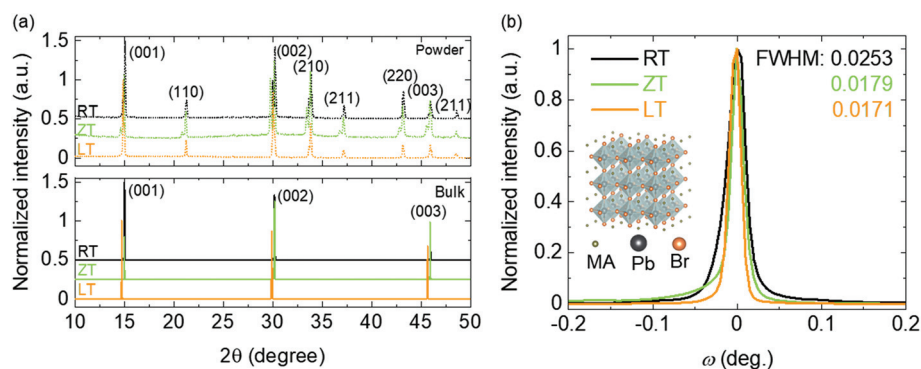 (a)
Normalized intensity (a.u.)
1.5
1
0.5
0
(001)
(110)
(002)
(210)
(211)
(220)
(003)
(211)
Powder
RT
ZT
LT
1.5
1
0.5
0
(001)
(002)
(003)
Bulk
RT
ZT
LT
10 15 20 25 30 35 40 45 50
2θ (degree)
(b)
Normalized intensity (a.u.)
1
0.8
0.6
0.4
0.2
0
RT FWHM: 0.0253
ZT 0.0179
LT 0.0171
MA Pb Br
-0.2 -0.1 0 0.1 0.2
ω (deg.)